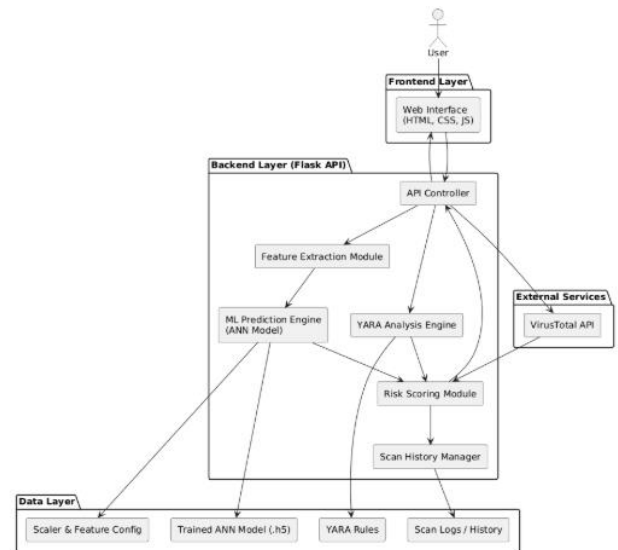 User
Frontend Layer
Web Interface
(HTML, CSS, JS)
Backend Layer (Flask API)
API Controller
Feature Extraction Module
External Services
ML Prediction Engine
(ANN Model)
YARA Analysis Engine
VirusTotal API
Risk Scoring Module
Scan History Manager
Data Layer
Scaler & Feature Config
Trained ANN Model (.h5)
YARA Rules
Scan Logs / History